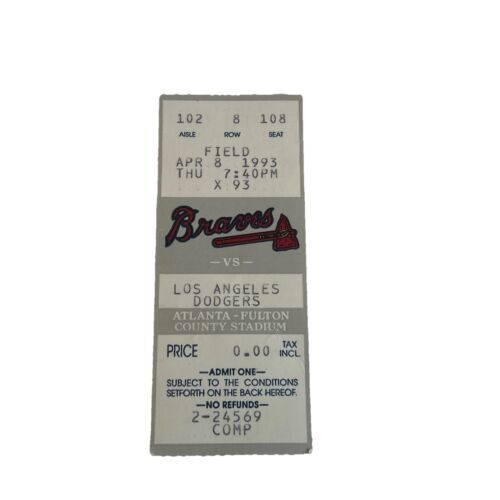 102 8 108
AISLE ROW SEAT
FIELD
APR 8 1993
THU 7:40PM
X 93
Braves
-VS-
LOS ANGELES
DODGERS
ATLANTA - FULTON
COUNTY STADIUM
PRICE 0.00 TAX INCL.
—ADMIT ONE—
SUBJECT TO THE CONDITIONS
SETFORTH ON THE BACK HEREOF.
—NO REFUNDS—
2-24569
COMP